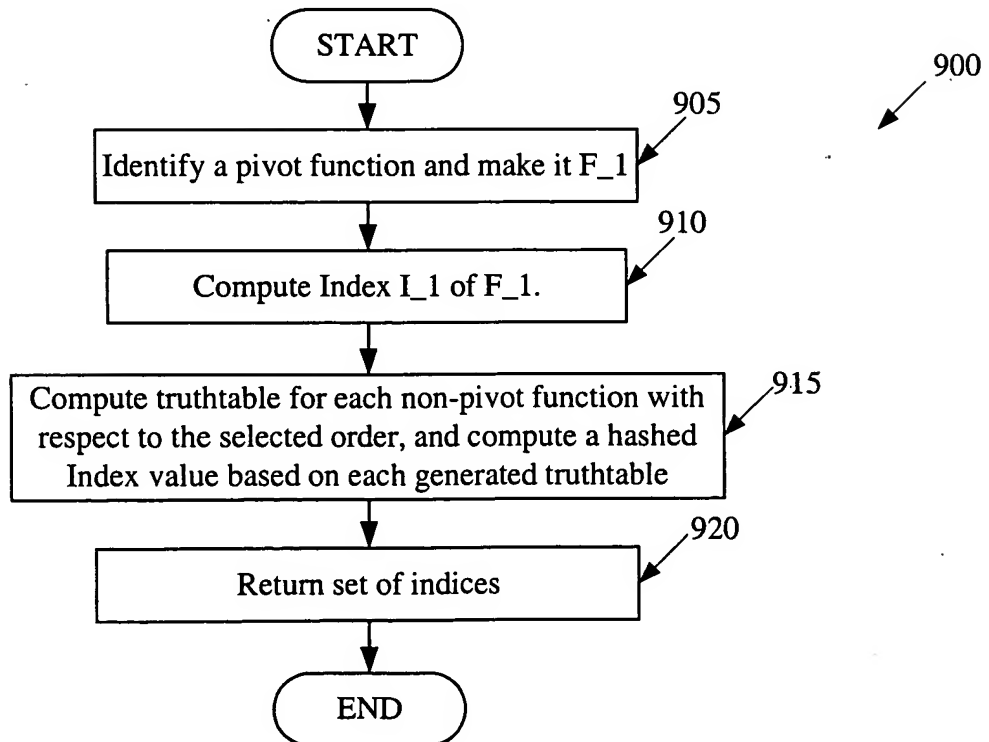 START
900
905
Identify a pivot function and make it F_1
910
Compute Index I_1 of F_1.
915
Compute truthtable for each non-pivot function with
respect to the selected order, and compute a hashed
Index value based on each generated truthtable
920
Return set of indices
END